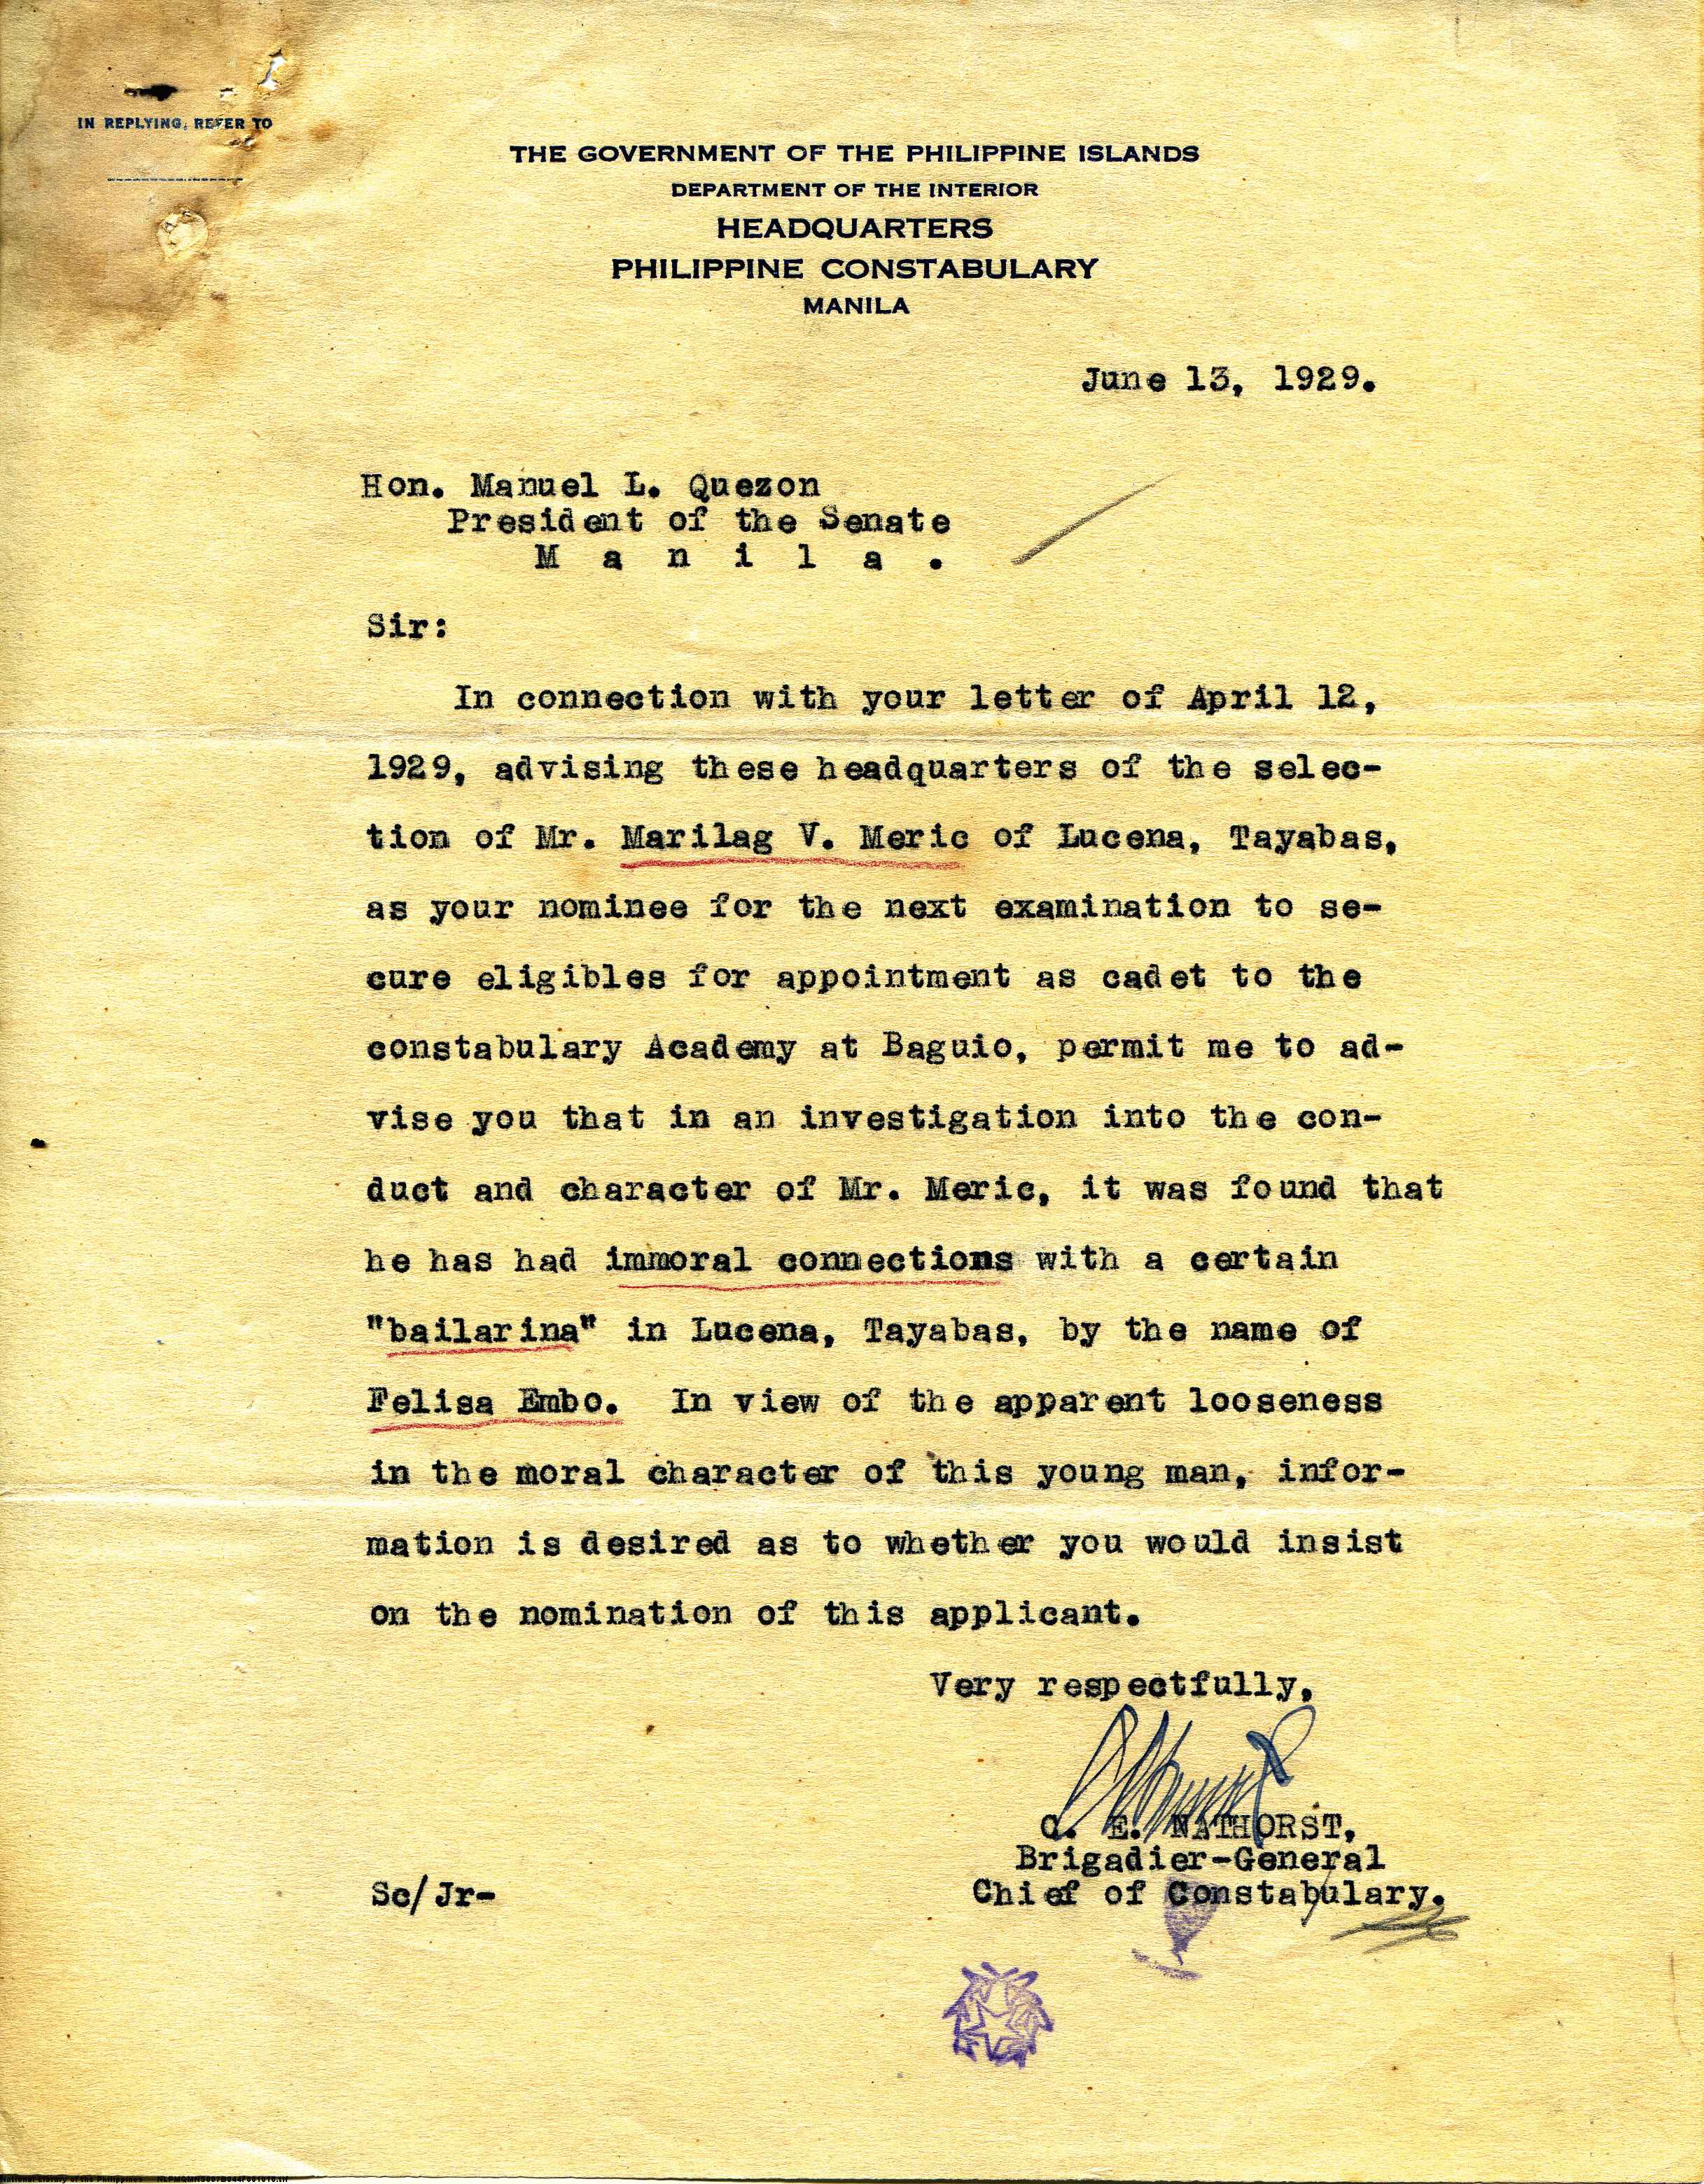 IN REPLYING, REFER TO
THE GOVERNMENT OF THE PHILIPPINE ISLANDS
DEPARTMENT OF THE INTERIOR
HEADQUARTERS
PHILIPPINE CONSTABULARY
MANILA
June 13, 1929.
Hon. Manuel L. Quezon
President of the Senate
M a n i l a .
Sir:
In connection with your letter of April 12,
1929, advising these headquarters of the selec-
tion of Mr. Marilag V. Meric of Lucena, Tayabas,
as your nominee for the next examination to se-
cure eligibles for appointment as cadet to the
constabulary Academy at Baguio, permit me to ad-
vise you that in an investigation into the con-
duct and character of Mr. Meric, it was found that
he has had immoral connections with a certain
"bailarina" in Lucena, Tayabas, by the name of
Felisa Embo. In view of the apparent looseness
in the moral character of this young man, infor-
mation is desired as to whether you would insist
on the nomination of this applicant.
Very respectfully,
C. E. NATHORST,
Brigadier-General
Chief of Constabulary.
Sc/Jr-